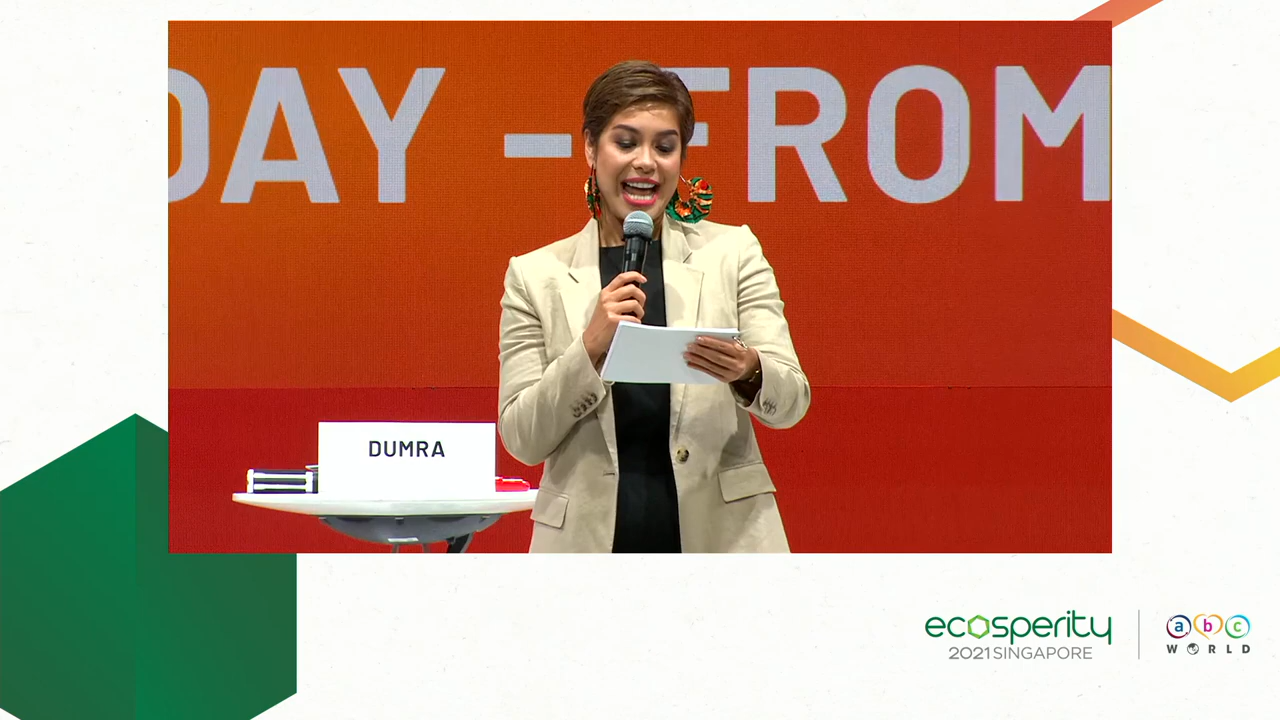 DAY - FROM
DUMRA
ecosperity
2021 SINGAPORE
abc
WORLD